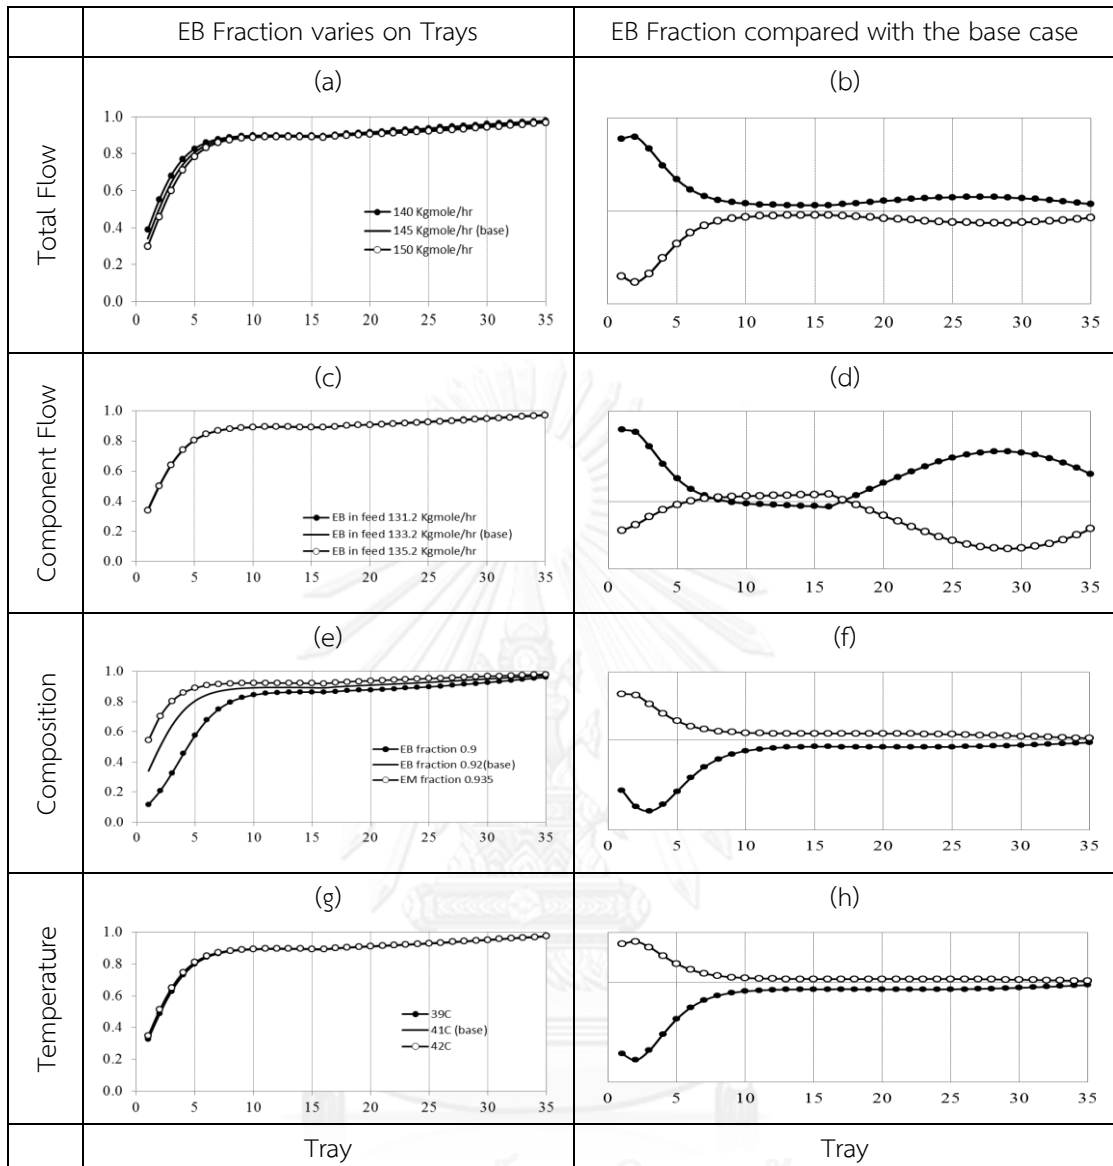 EB Fraction varies on Trays
EB Fraction compared with the base case
Total Flow
(a)
1.0
0.8
0.6
0.4
0.2
0.0
140 Kgmole/hr
145 Kgmole/hr (base)
150 Kgmole/hr
0 5 10 15 20 25 30 35
(b)
0 5 10 15 20 25 30 35
Component Flow
(c)
1.0
0.8
0.6
0.4
0.2
0.0
EB in feed 131.2 Kgmole/hr
EB in feed 133.2 Kgmole/hr (base)
EB in feed 135.2 Kgmole/hr
0 5 10 15 20 25 30 35
(d)
0 5 10 15 20 25 30 35
Composition
(e)
1.0
0.8
0.6
0.4
0.2
0.0
EB fraction 0.9
EB fraction 0.92(base)
EM fraction 0.935
0 5 10 15 20 25 30 35
(f)
0 5 10 15 20 25 30 35
Temperature
(g)
1.0
0.8
0.6
0.4
0.2
0.0
39C
41C (base)
42C
0 5 10 15 20 25 30 35
(h)
0 5 10 15 20 25 30 35
Tray
Tray